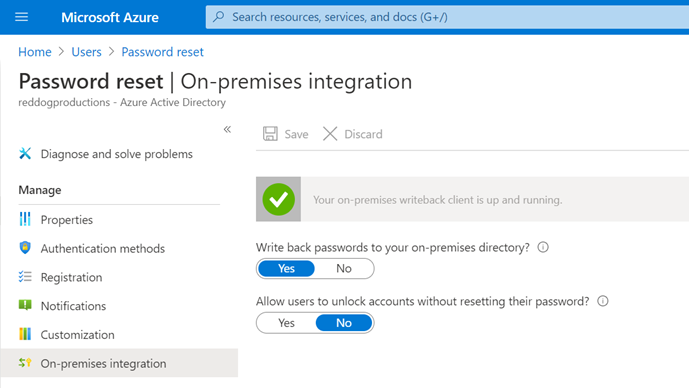 Microsoft Azure
Search resources, services, and docs (G+/)
Home > Users > Password reset
Password reset | On-premises integration
reddogproductions - Azure Active Directory
«
Save
Discard
Diagnose and solve problems
Manage
Properties
Authentication methods
Registration
Notifications
Customization
On-premises integration
Your on-premises writeback client is up and running.
Write back passwords to your on-premises directory?
Yes No
Allow users to unlock accounts without resetting their password?
Yes No